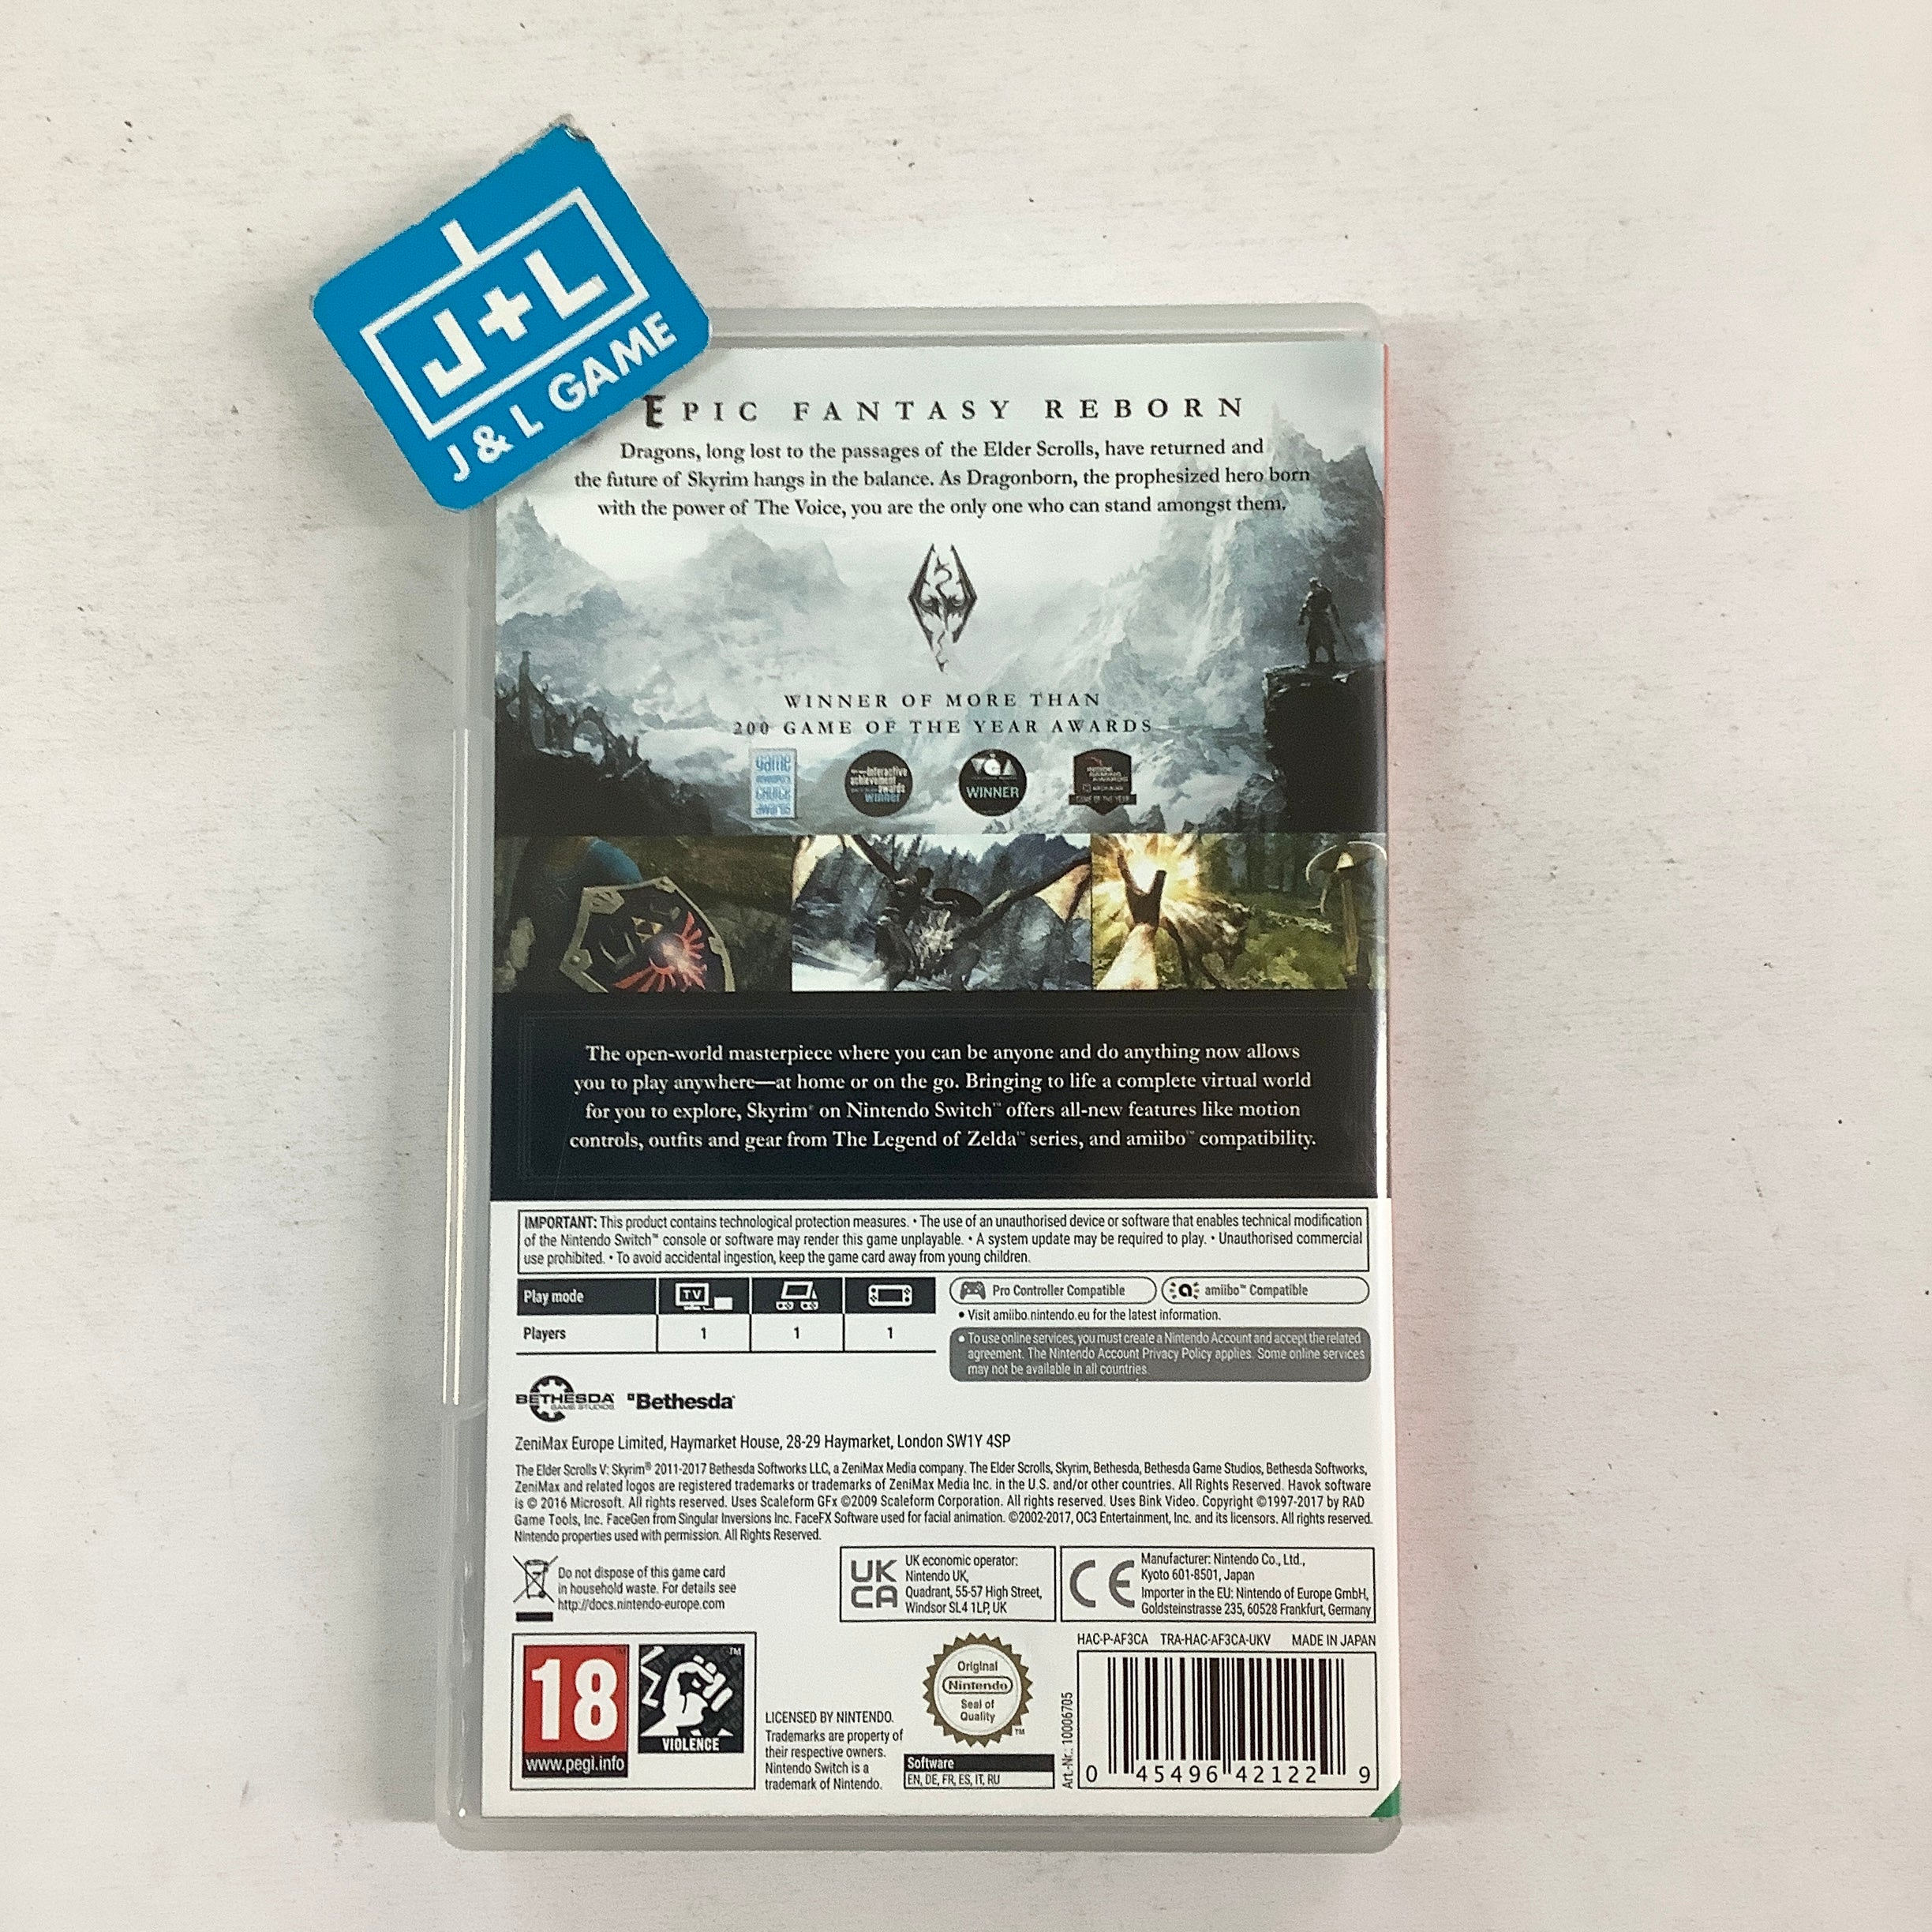 J+L
J & L GAME
EPIC FANTASY REBORN
Dragons, long lost to the passages of the Elder Scrolls, have returned and
the future of Skyrim hangs in the balance. As Dragonborn, the prophesized hero born
with the power of The Voice, you are the only one who can stand amongst them.
WINNER OF MORE THAN
200 GAME OF THE YEAR AWARDS
game
CHOICE
awards
interactive
achievement
awards
winner
VGA
WINNER
GAME OF THE YEAR
The open-world masterpiece where you can be anyone and do anything now allows
you to play anywhere—at home or on the go. Bringing to life a complete virtual world
for you to explore, Skyrim® on Nintendo Switch™ offers all-new features like motion
controls, outfits and gear from The Legend of Zelda™ series, and amiibo™ compatibility.
IMPORTANT: This product contains technological protection measures. • The use of an unauthorised device or software that enables technical modification
of the Nintendo Switch™ console or software may render this game unplayable. • A system update may be required to play. • Unauthorised commercial
use prohibited. • To avoid accidental ingestion, keep the game card away from young children.
Play mode TV
Players 1 1 1
Pro Controller Compatible amiibo™ Compatible
• Visit amiibo.nintendo.eu for the latest information.
• To use online services, you must create a Nintendo Account and accept the related
agreement. The Nintendo Account Privacy Policy applies. Some online services
may not be available in all countries.
BETHESDA
GAME STUDIOS
Bethesda
ZeniMax Europe Limited, Haymarket House, 28-29 Haymarket, London SW1Y 4SP
The Elder Scrolls V: Skyrim® 2011-2017 Bethesda Softworks LLC, a ZeniMax Media company. The Elder Scrolls, Skyrim, Bethesda, Bethesda Game Studios, Bethesda Softworks,
ZeniMax and related logos are registered trademarks or trademarks of ZeniMax Media Inc. in the U.S. and/or other countries. All Rights Reserved. Havok software
is © 2016 Microsoft. All rights reserved. Uses Scaleform GFx ©2009 Scaleform Corporation. All rights reserved. Uses Bink Video. Copyright ©1997-2017 by RAD
Game Tools, Inc. FaceGen from Singular Inversions Inc. FaceFX Software used for facial animation. ©2002-2017, OC3 Entertainment, Inc. and its licensors. All rights reserved.
Nintendo properties used with permission. All Rights Reserved.
Do not dispose of this game card
in household waste. For details see
http://docs.nintendo-europe.com
UK
CA
UK economic operator:
Nintendo UK,
Quadrant, 55-57 High Street,
Windsor SL4 1LP, UK
CE
Manufacturer: Nintendo Co., Ltd.,
Kyoto 601-8501, Japan
Importer in the EU: Nintendo of Europe GmbH,
Goldsteinstrasse 235, 60528 Frankfurt, Germany
18
www.pegi.info
VIOLENCE
™
LICENSED BY NINTENDO.
Trademarks are property of
their respective owners.
Nintendo Switch is a
trademark of Nintendo.
Original
Nintendo
Seal of
Quality
™
Software
EN, DE, FR, ES, IT, RU
HAC-P-AF3CA TRA-HAC-AF3CA-UKV MADE IN JAPAN
Art.-Nr.: 10006705
0 45496 42122 9